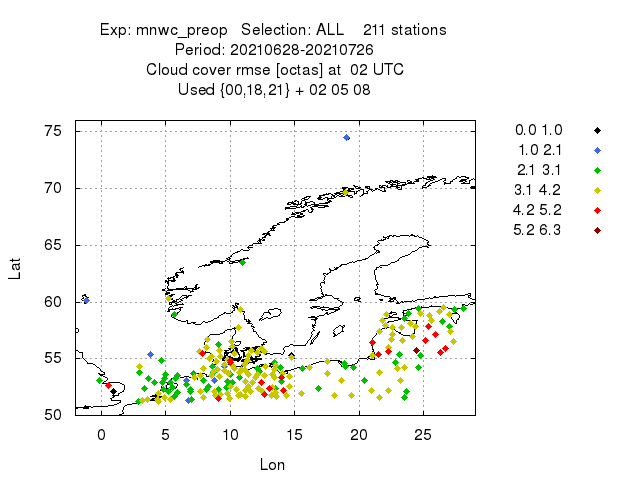 Exp: mnwc_preop   Selection: ALL    211 stations
Period: 20210628-20210726
Cloud cover rmse [octas] at  02 UTC
Used {00,18,21} + 02 05 08
0.0 1.0
1.0 2.1
2.1 3.1
3.1 4.2
4.2 5.2
5.2 6.3
75
70
65
60
55
50
Lat
0 5 10 15 20 25
Lon